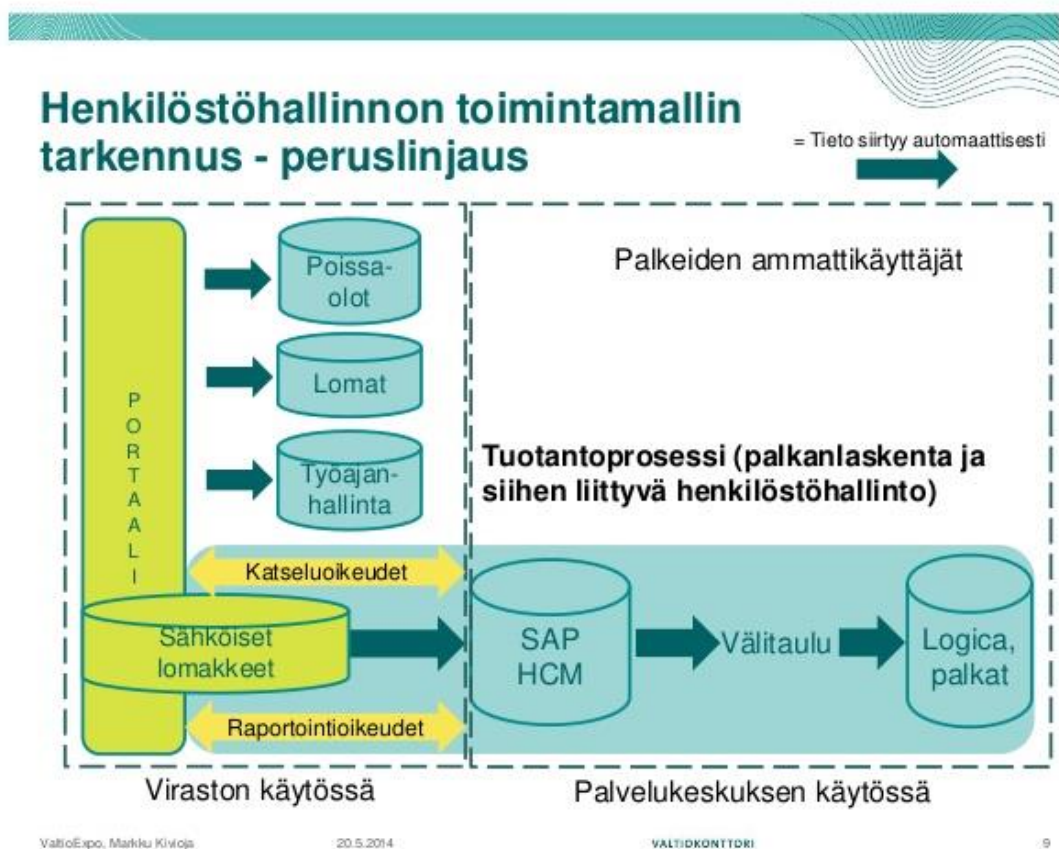 Henkilöstöhallinnon toimintamallin
tarkennus - peruslinjaus
= Tieto siirtyy automaattisesti
PORTAALI
Poissa-
olot
Lomat
Työajan-
hallinta
Palkeiden ammattikäyttäjät
Tuotantoprosessi (palkanlaskenta ja
siihen liittyvä henkilöstöhallinto)
Katseluoikeudet
Sähköiset
lomakkeet
Raportointioikeudet
SAP
HCM
Välitaulu
Logica,
palkat
Viraston käytössä
Palvelukeskuksen käytössä
ValtioExpo, Markku Kivioja
20.5.2014
VALTIOKONTTORI
9